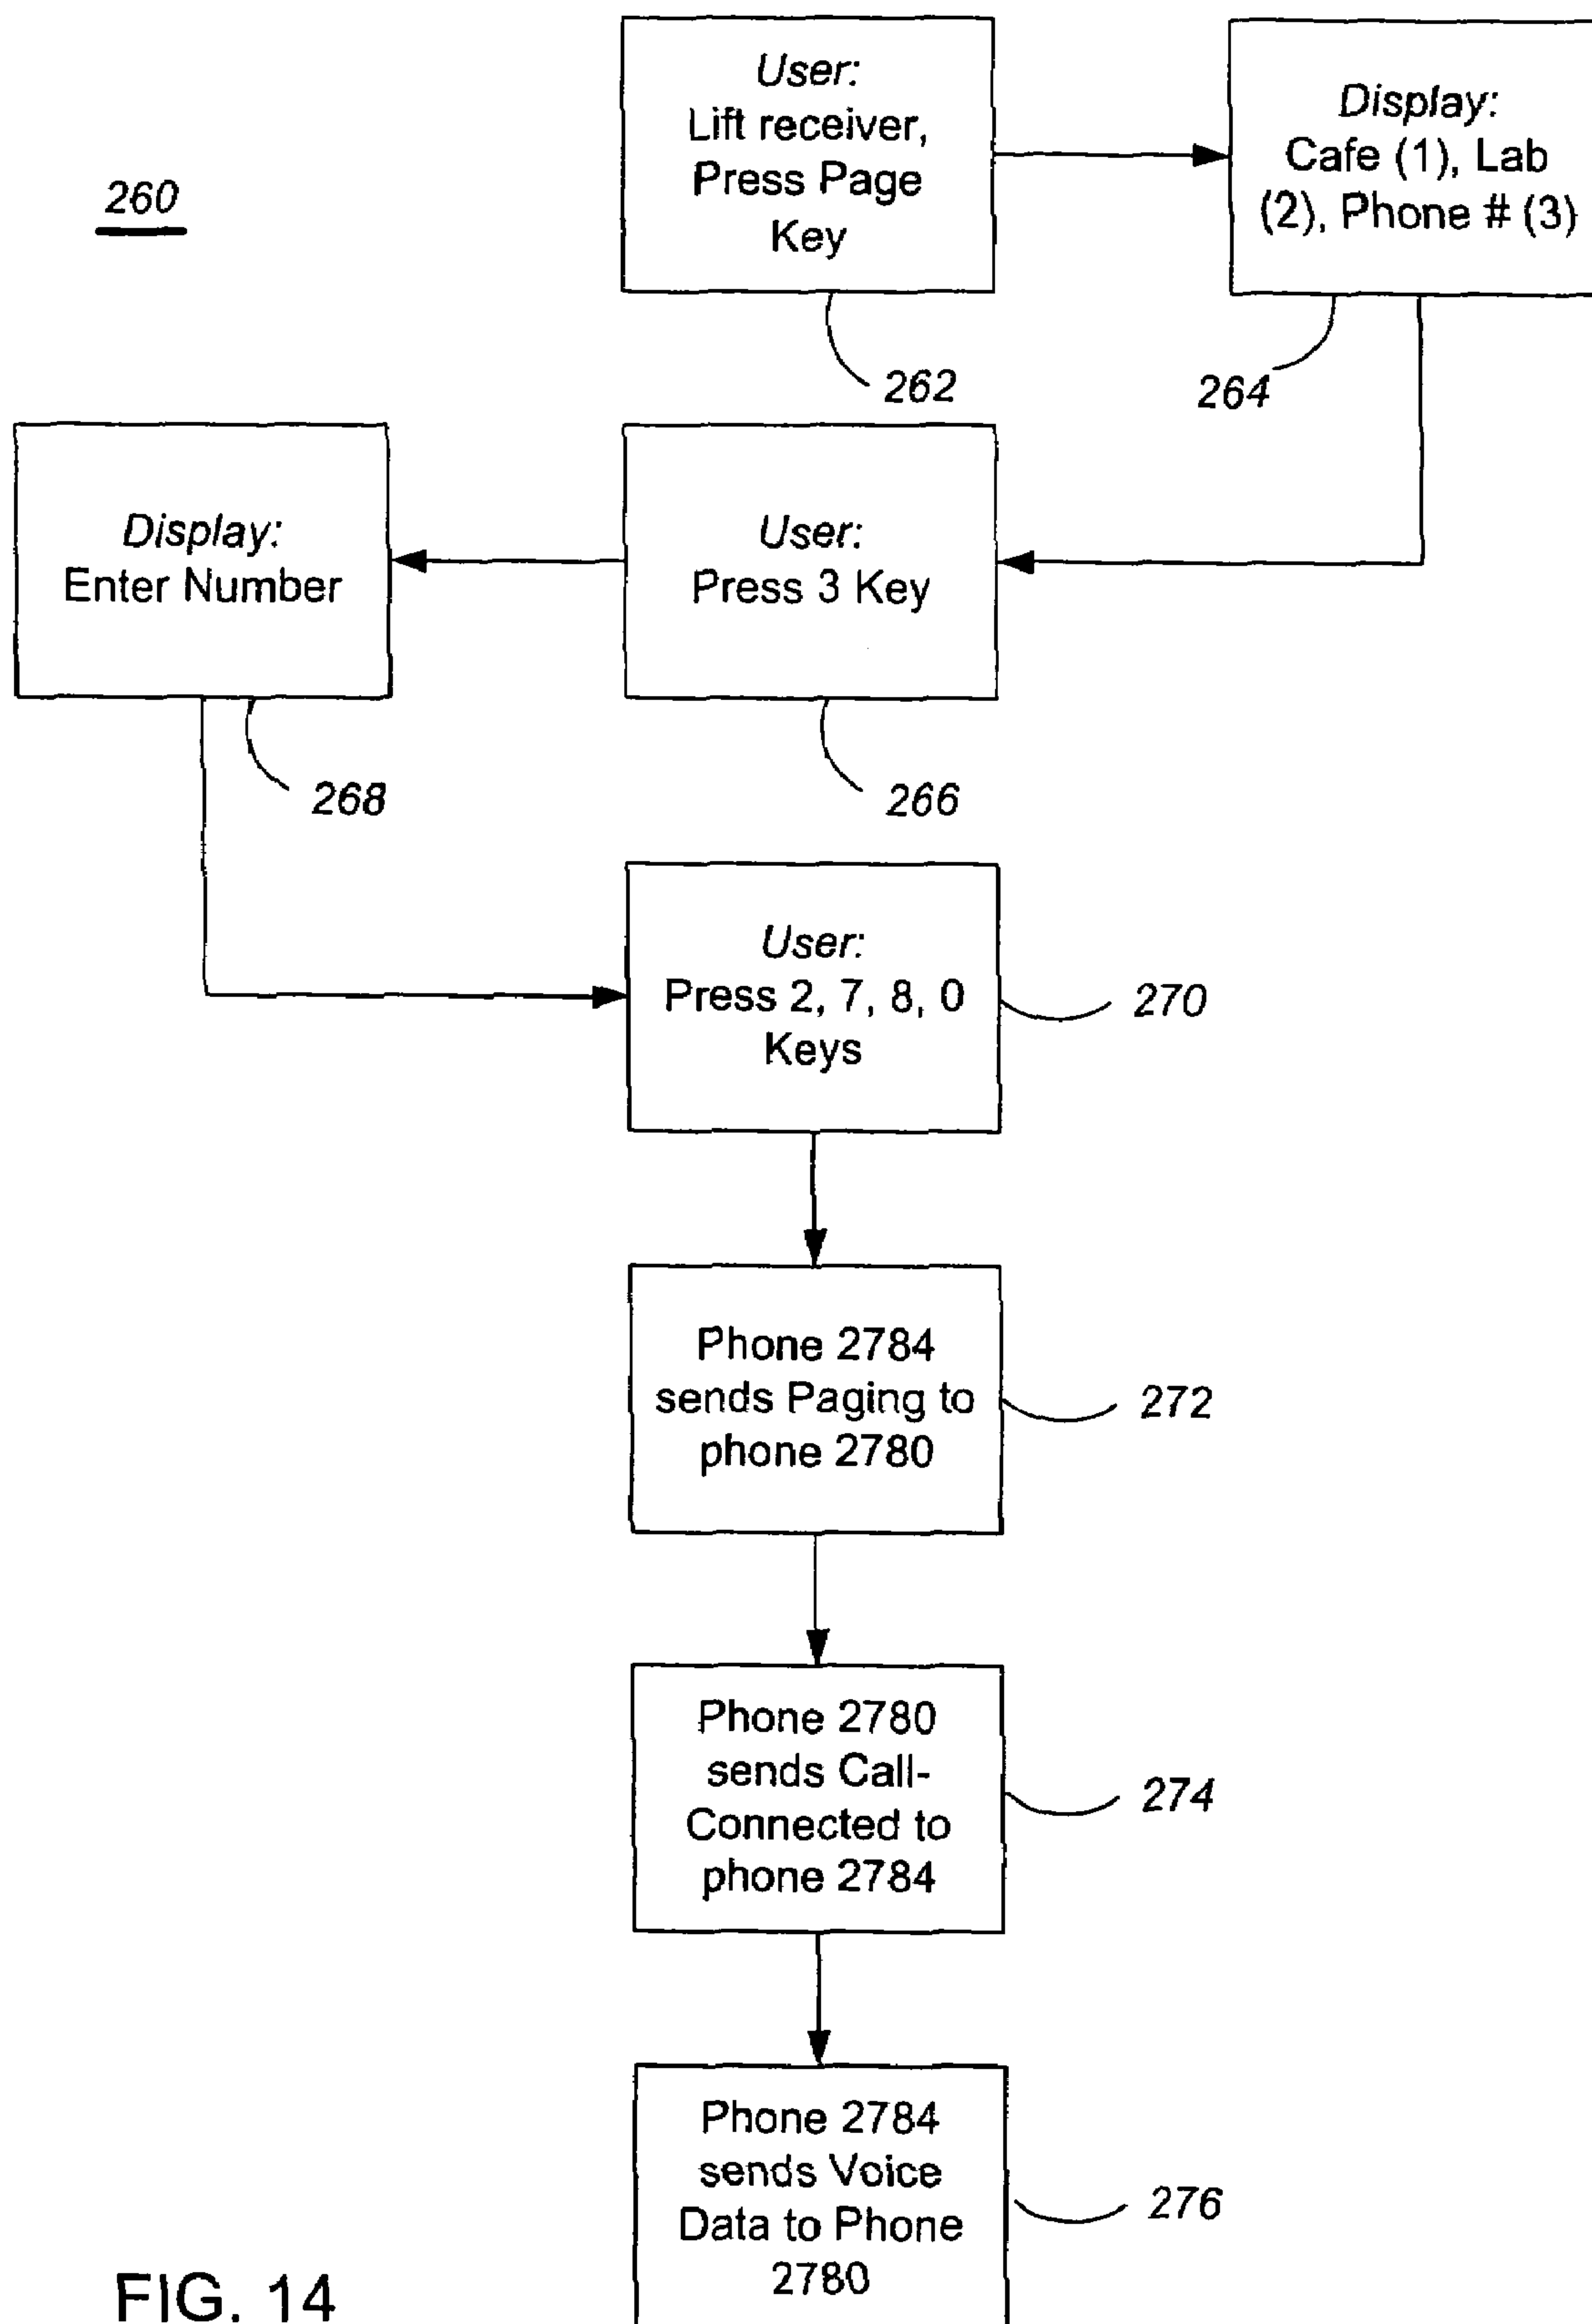 260
User:
Lift receiver,
Press Page
Key
262
Display:
Cafe (1), Lab
(2), Phone # (3)
264
User:
Press 3 Key
266
Display:
Enter Number
268
User:
Press 2, 7, 8, 0
Keys
270
Phone 2784
sends Paging to
phone 2780
272
Phone 2780
sends Call-
Connected to
phone 2784
274
Phone 2784
sends Voice
Data to Phone
2780
276
FIG. 14